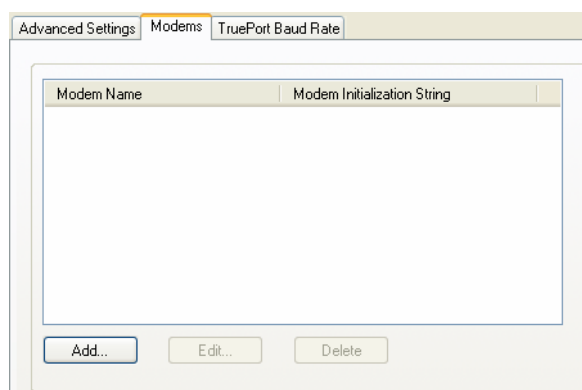 Advanced Settings Modems TruePort Baud Rate
Modem Name Modem Initialization String
Add... Edit... Delete